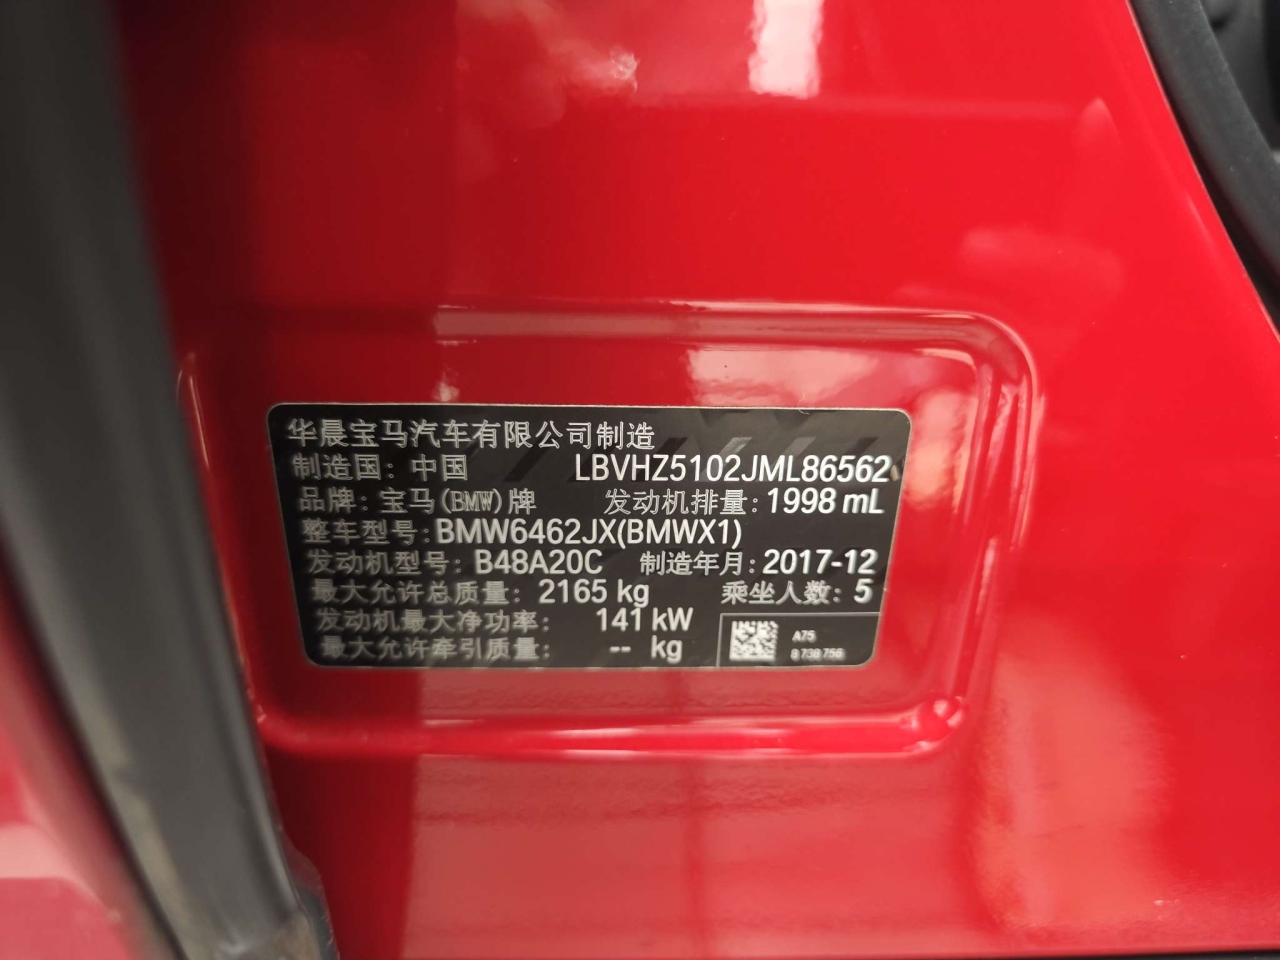 华晨宝马汽车有限公司制造
制造国：中国 LBVHZ5102JML86562
品牌：宝马(BMW)牌 发动机排量：1998 mL
整车型号：BMW6462JX(BMWX1)
发动机型号：B48A20C 制造年月：2017-12
最大允许总质量：2165 kg 乘坐人数：5
发动机最大净功率：141 kW
最大允许牵引质量：-- kg
A75
8 738 756